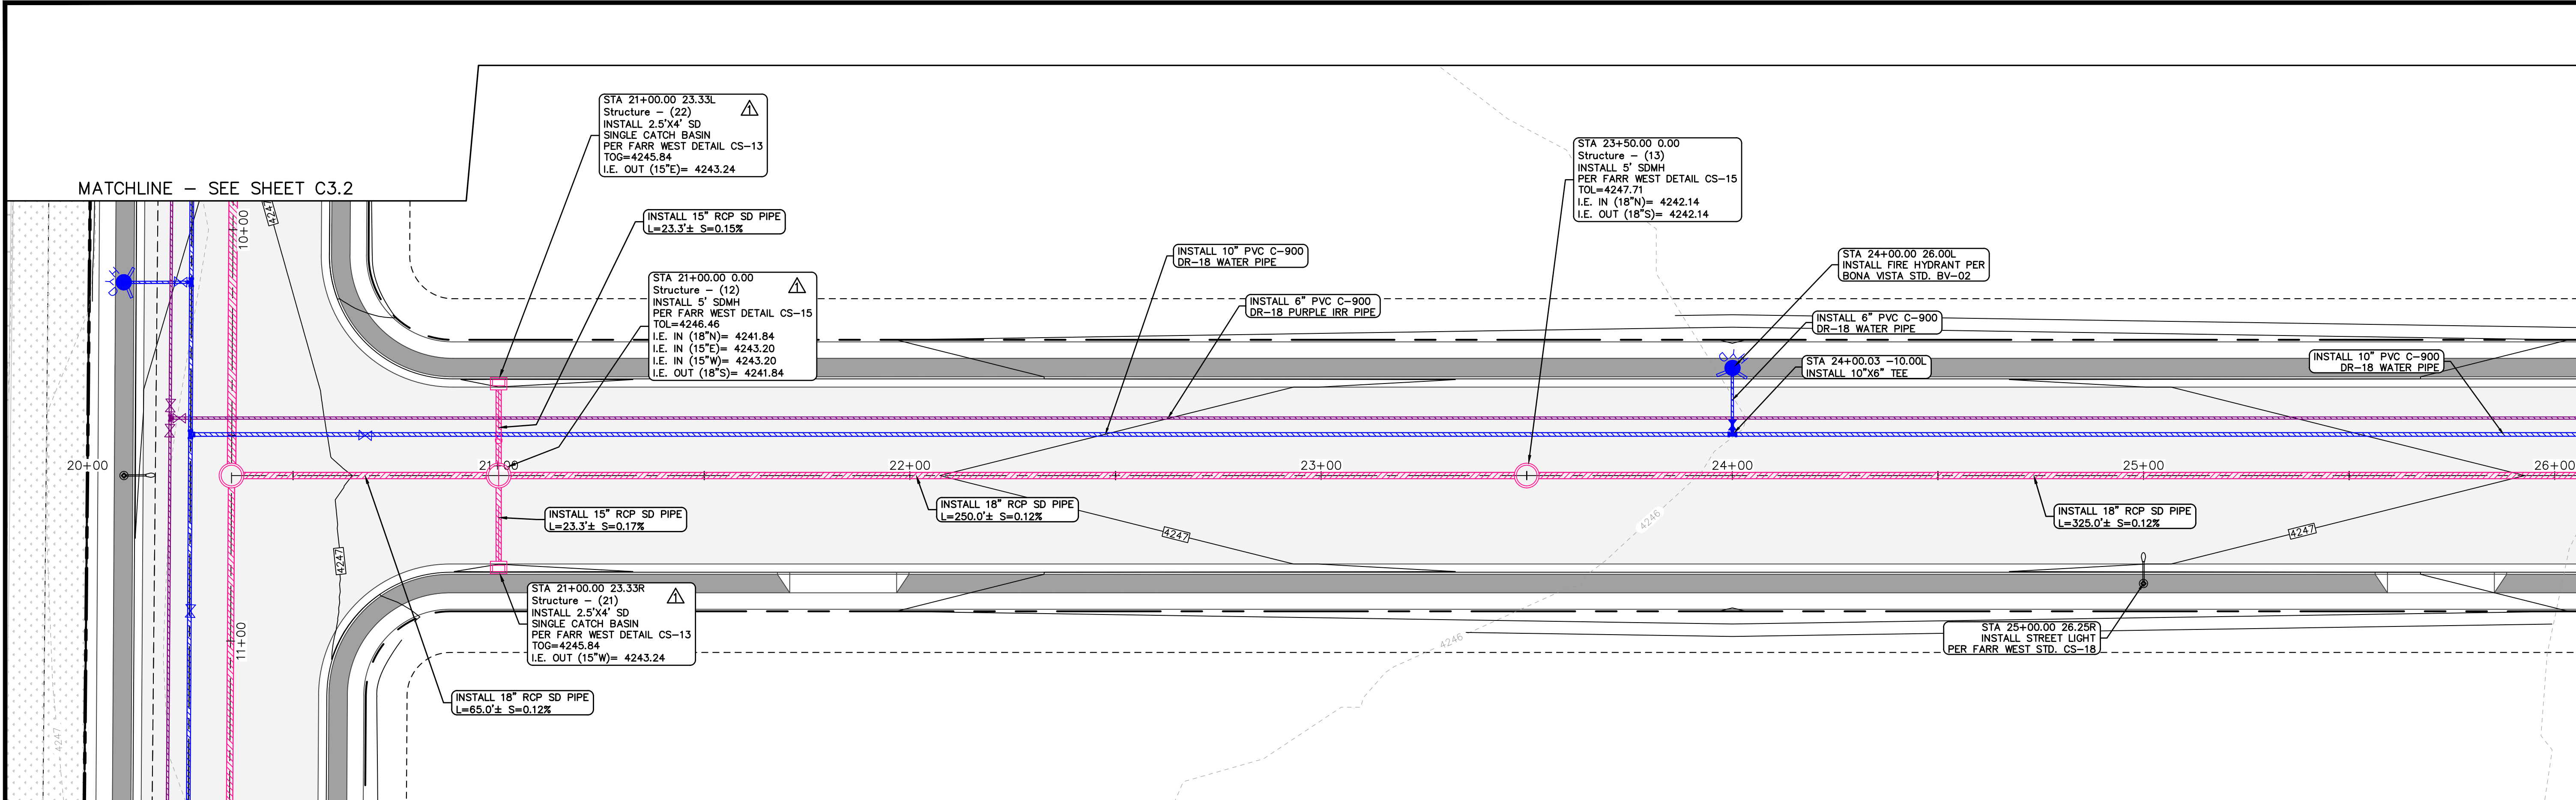 STA 21+00.00 23.33L
Structure – (22)
INSTALL 2.5'X4' SD
SINGLE CATCH BASIN
PER FARR WEST DETAIL CS–13
TOG=4245.84
I.E. OUT (15"E)= 4243.24
1
MATCHLINE – SEE SHEET C3.2
INSTALL 15" RCP SD PIPE
L=23.3'± S=0.15%
STA 21+00.00 0.00
Structure – (12)
INSTALL 5' SDMH
PER FARR WEST DETAIL CS–15
TOL=4246.46
I.E. IN (18"N)= 4241.84
I.E. IN (15"E)= 4243.20
I.E. IN (15"W)= 4243.20
I.E. OUT (18"S)= 4241.84
1
INSTALL 10" PVC C–900
DR–18 WATER PIPE
INSTALL 6" PVC C–900
DR–18 PURPLE IRR PIPE
STA 23+50.00 0.00
Structure – (13)
INSTALL 5' SDMH
PER FARR WEST DETAIL CS–15
TOL=4247.71
I.E. IN (18"N)= 4242.14
I.E. OUT (18"S)= 4242.14
STA 24+00.00 26.00L
INSTALL FIRE HYDRANT PER
BONA VISTA STD. BV–02
INSTALL 6" PVC C–900
DR–18 WATER PIPE
STA 24+00.03 –10.00L
INSTALL 10"X6" TEE
INSTALL 10" PVC C–900
DR–18 WATER PIPE
4247
10+00
20+00
21+00
22+00
23+00
24+00
25+00
26+00
INSTALL 15" RCP SD PIPE
L=23.3'± S=0.17%
INSTALL 18" RCP SD PIPE
L=250.0'± S=0.12%
4247
4246
INSTALL 18" RCP SD PIPE
L=325.0'± S=0.12%
4247
4247
STA 21+00.00 23.33R
Structure – (21)
INSTALL 2.5'X4' SD
SINGLE CATCH BASIN
PER FARR WEST DETAIL CS–13
TOG=4245.84
I.E. OUT (15"W)= 4243.24
1
11+00
4246
STA 25+00.00 26.25R
INSTALL STREET LIGHT
PER FARR WEST STD. CS–18
INSTALL 18" RCP SD PIPE
L=65.0'± S=0.12%
4247